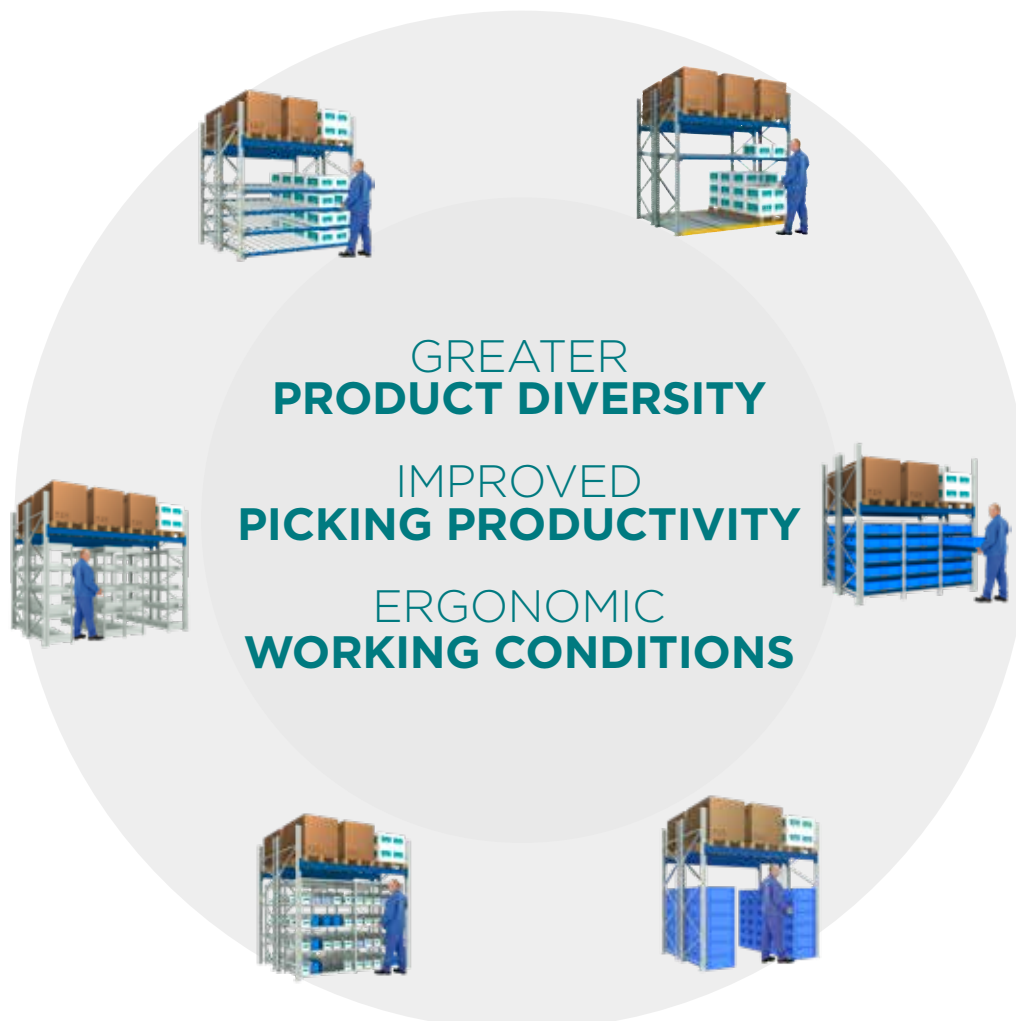 GREATER
PRODUCT DIVERSITY
IMPROVED
PICKING PRODUCTIVITY
ERGONOMIC
WORKING CONDITIONS